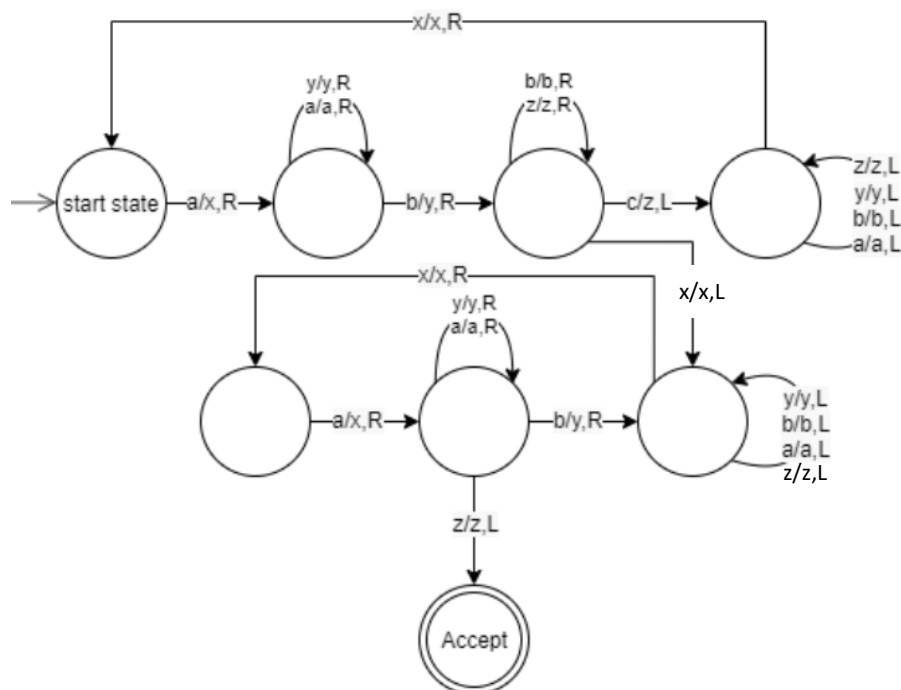 x/x,R
y/y,R
a/a,R
b/b,R
z/z,R
start state
a/x,R
b/y,R
c/z,L
z/z,L
y/y,L
b/b,L
a/a,L
x/x,R
x/x,L
y/y,R
a/a,R
a/x,R
b/y,R
y/y,L
b/b,L
a/a,L
z/z,L
z/z,L
Accept